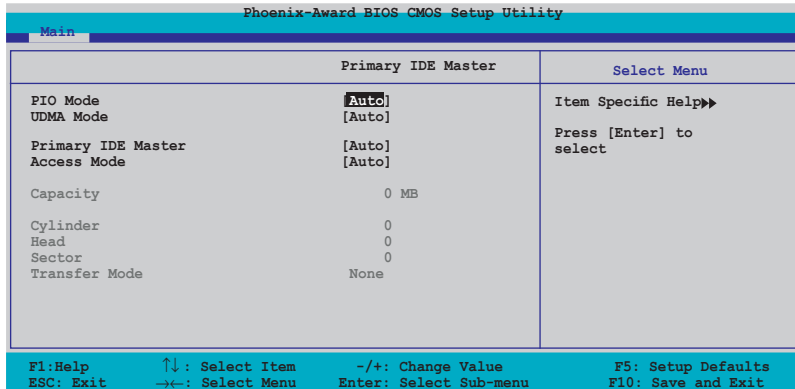 Phoenix-Award BIOS CMOS Setup Utility
Main
Primary IDE Master
Select Menu
PIO Mode [Auto]
UDMA Mode [Auto]
Primary IDE Master [Auto]
Access Mode [Auto]
Capacity 0 MB
Cylinder 0
Head 0
Sector 0
Transfer Mode None
Item Specific Help▶▶
Press [Enter] to
select
F1:Help ↑↓ : Select Item -/+: Change Value F5: Setup Defaults
ESC: Exit →←: Select Menu Enter: Select Sub-menu F10: Save and Exit